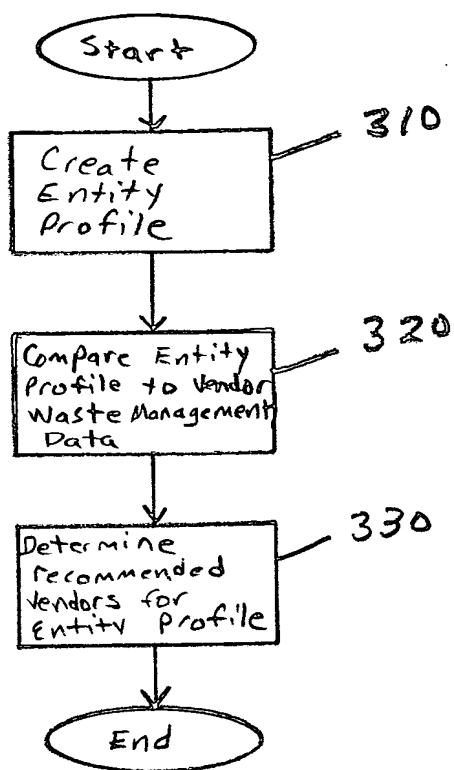 Start
310
Create
Entity
Profile
320
Compare Entity
Profile to Vendor
Waste Management
Data
330
Determine
recommended
Vendors for
Entity Profile
End